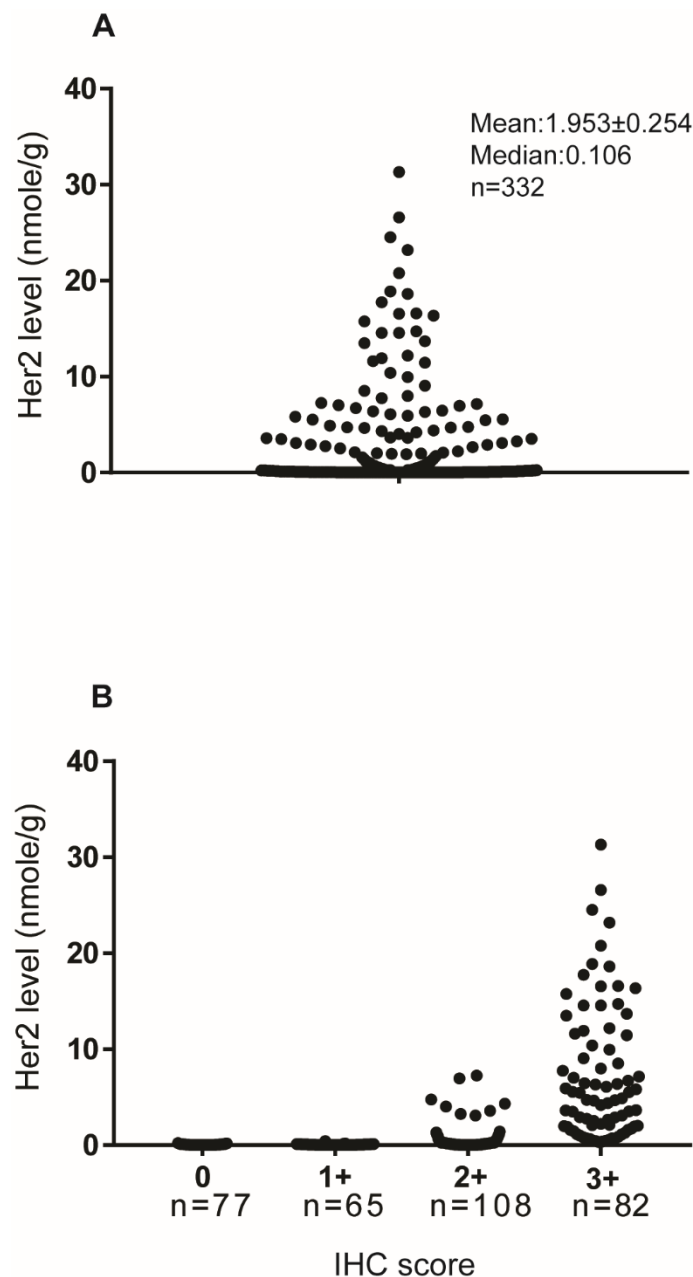 A
Her2 level (nmole/g)
40
30
20
10
0
Mean:1.953±0.254
Median:0.106
n=332
B
Her2 level (nmole/g)
40
30
20
10
0
0 1+ 2+ 3+
n=77 n=65 n=108 n=82
IHC score